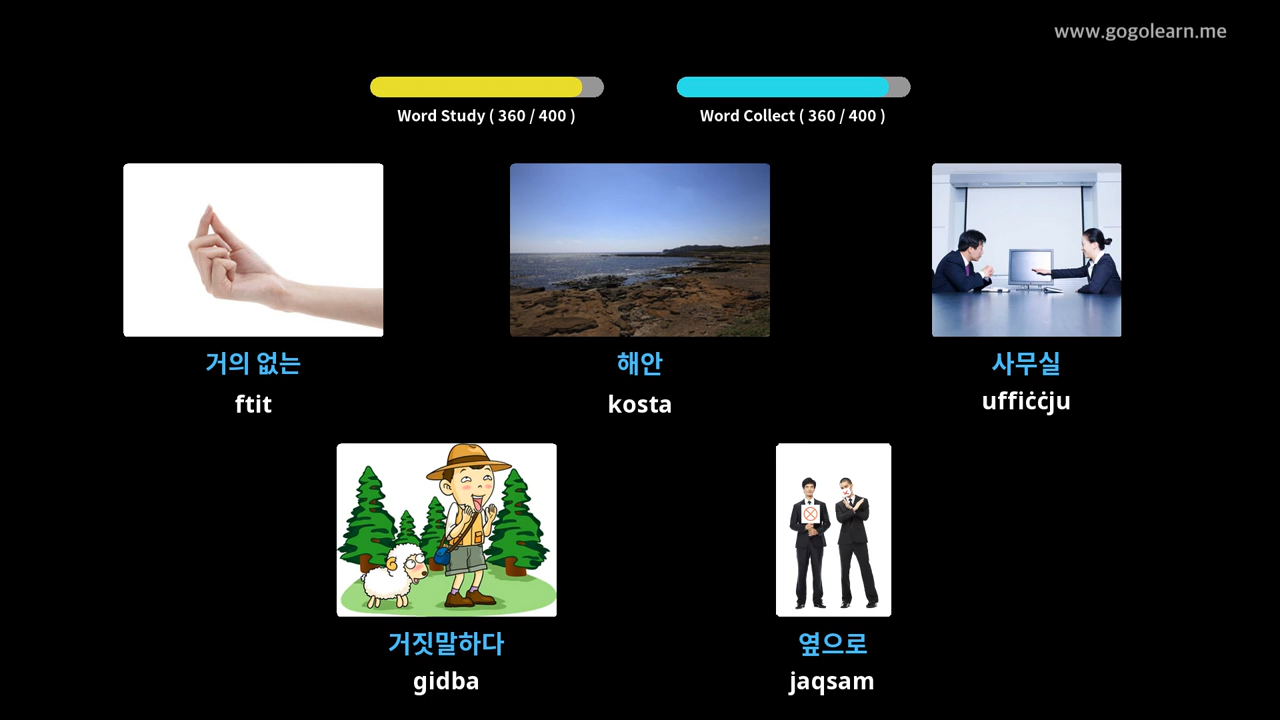 www.gogolearn.me
Word Study ( 360 / 400 )
Word Collect ( 360 / 400 )
거의 없는
ftit
해안
kosta
사무실
uffiċċju
거짓말하다
gidba
옆으로
jaqsam